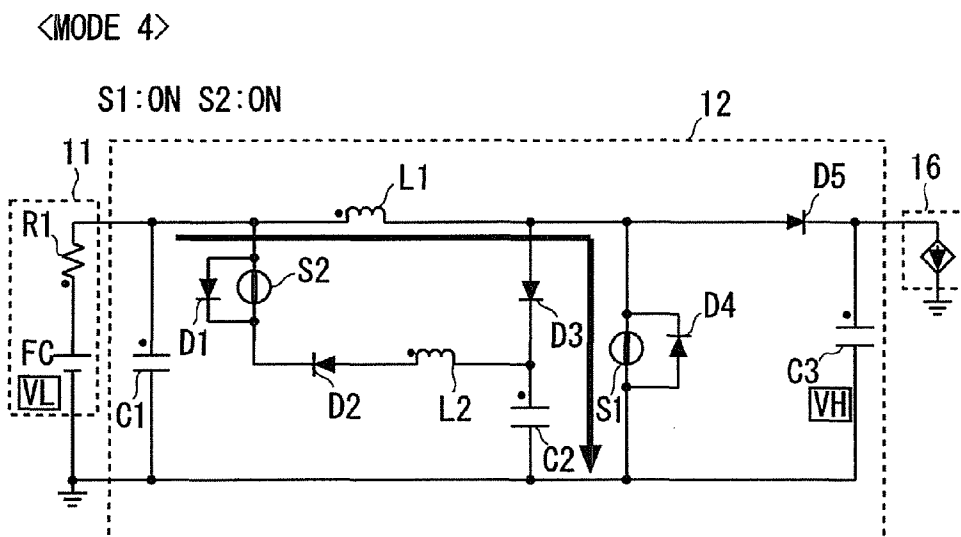 <MODE 4>
S1:ON S2:ON
12
11
L1
D5
16
R1
S2
D1
D3
D4
FC
VL
C1
D2
L2
S1
C3
VH
C2